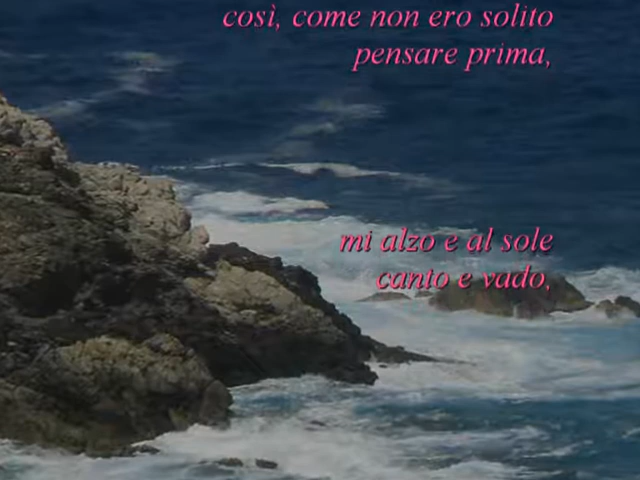 così, come non ero solito
pensare prima,
mi alzo e al sole
canto e vado,